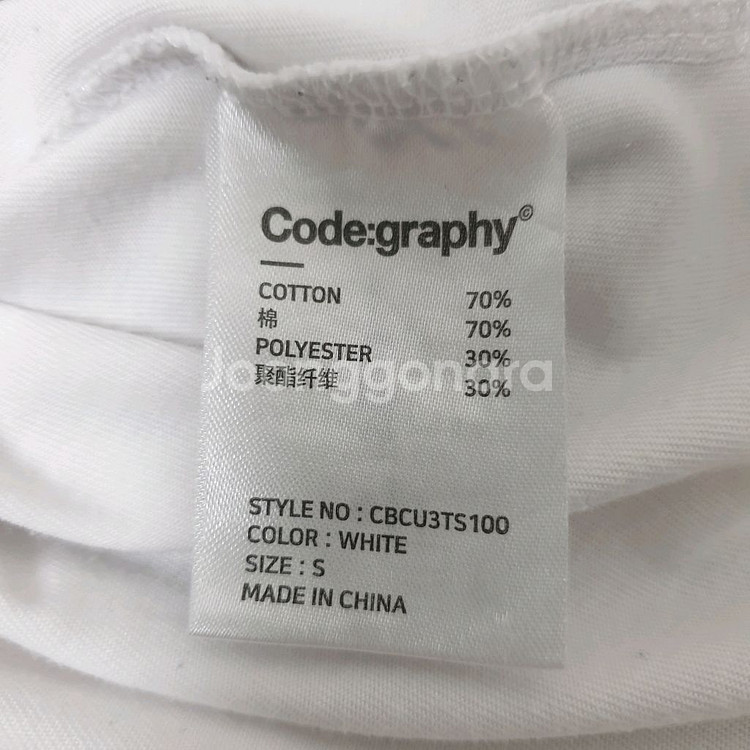 Code:graphy©
COTTON 70%
棉 70%
POLYESTER 30%
聚酯纤维 30%
Joonggonara
STYLE NO : CBCU3TS100
COLOR : WHITE
SIZE : S
MADE IN CHINA